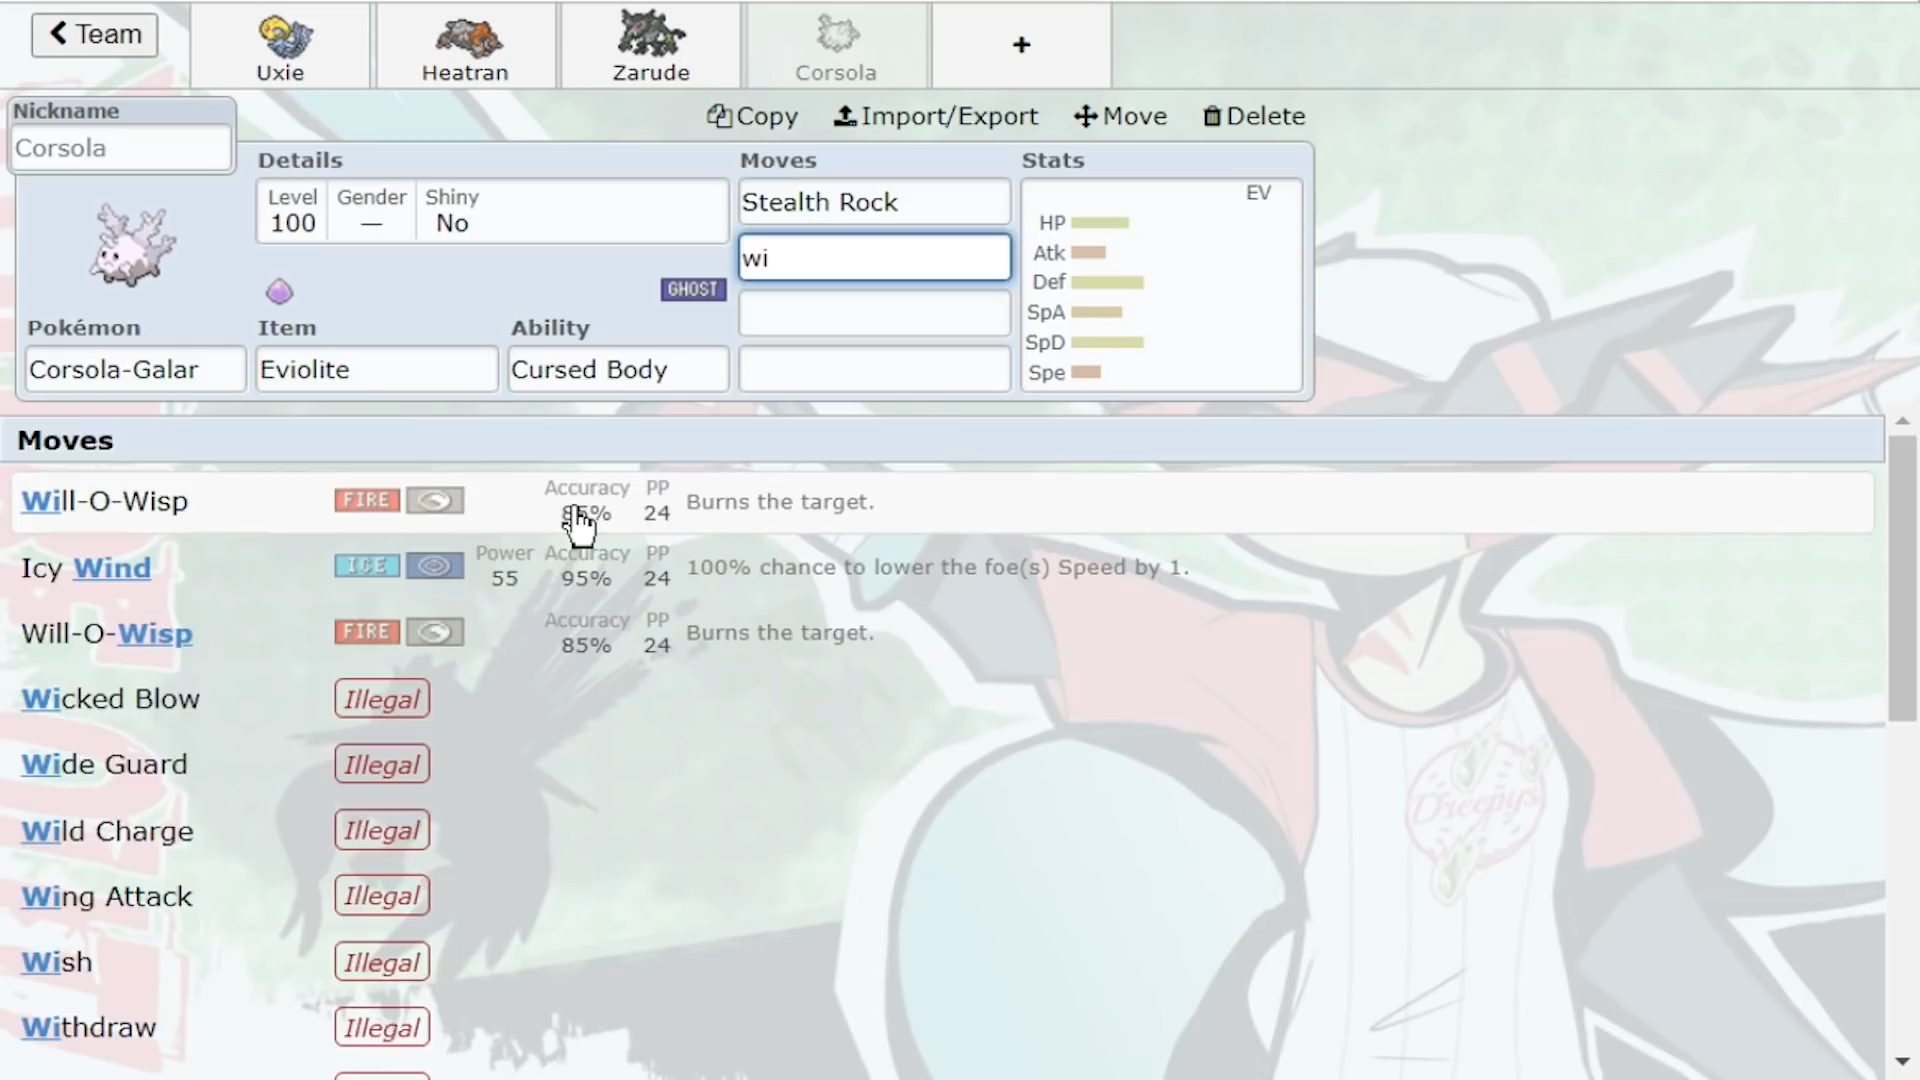 Team
Uxie
Heatran
Zarude
Corsola
+
Nickname
Corsola
Copy
Import/Export
Move
Delete
Details
Moves
Stats
Level
Gender
Shiny
100
—
No
Stealth Rock
EV
HP
wi
Atk
Def
GHOST
SpA
Pokémon
Item
Ability
SpD
Corsola-Galar
Eviolite
Cursed Body
Spe
Moves
Will-O-Wisp FIRE Accuracy PP Burns the target.
85% 24
Icy Wind ICE Power Accuracy PP 100% chance to lower the foe(s) Speed by 1.
55 95% 24
Will-O-Wisp FIRE Accuracy PP Burns the target.
85% 24
Wicked Blow Illegal
Wide Guard Illegal
Wild Charge Illegal
Wing Attack Illegal
Wish Illegal
Withdraw Illegal
Dreepys